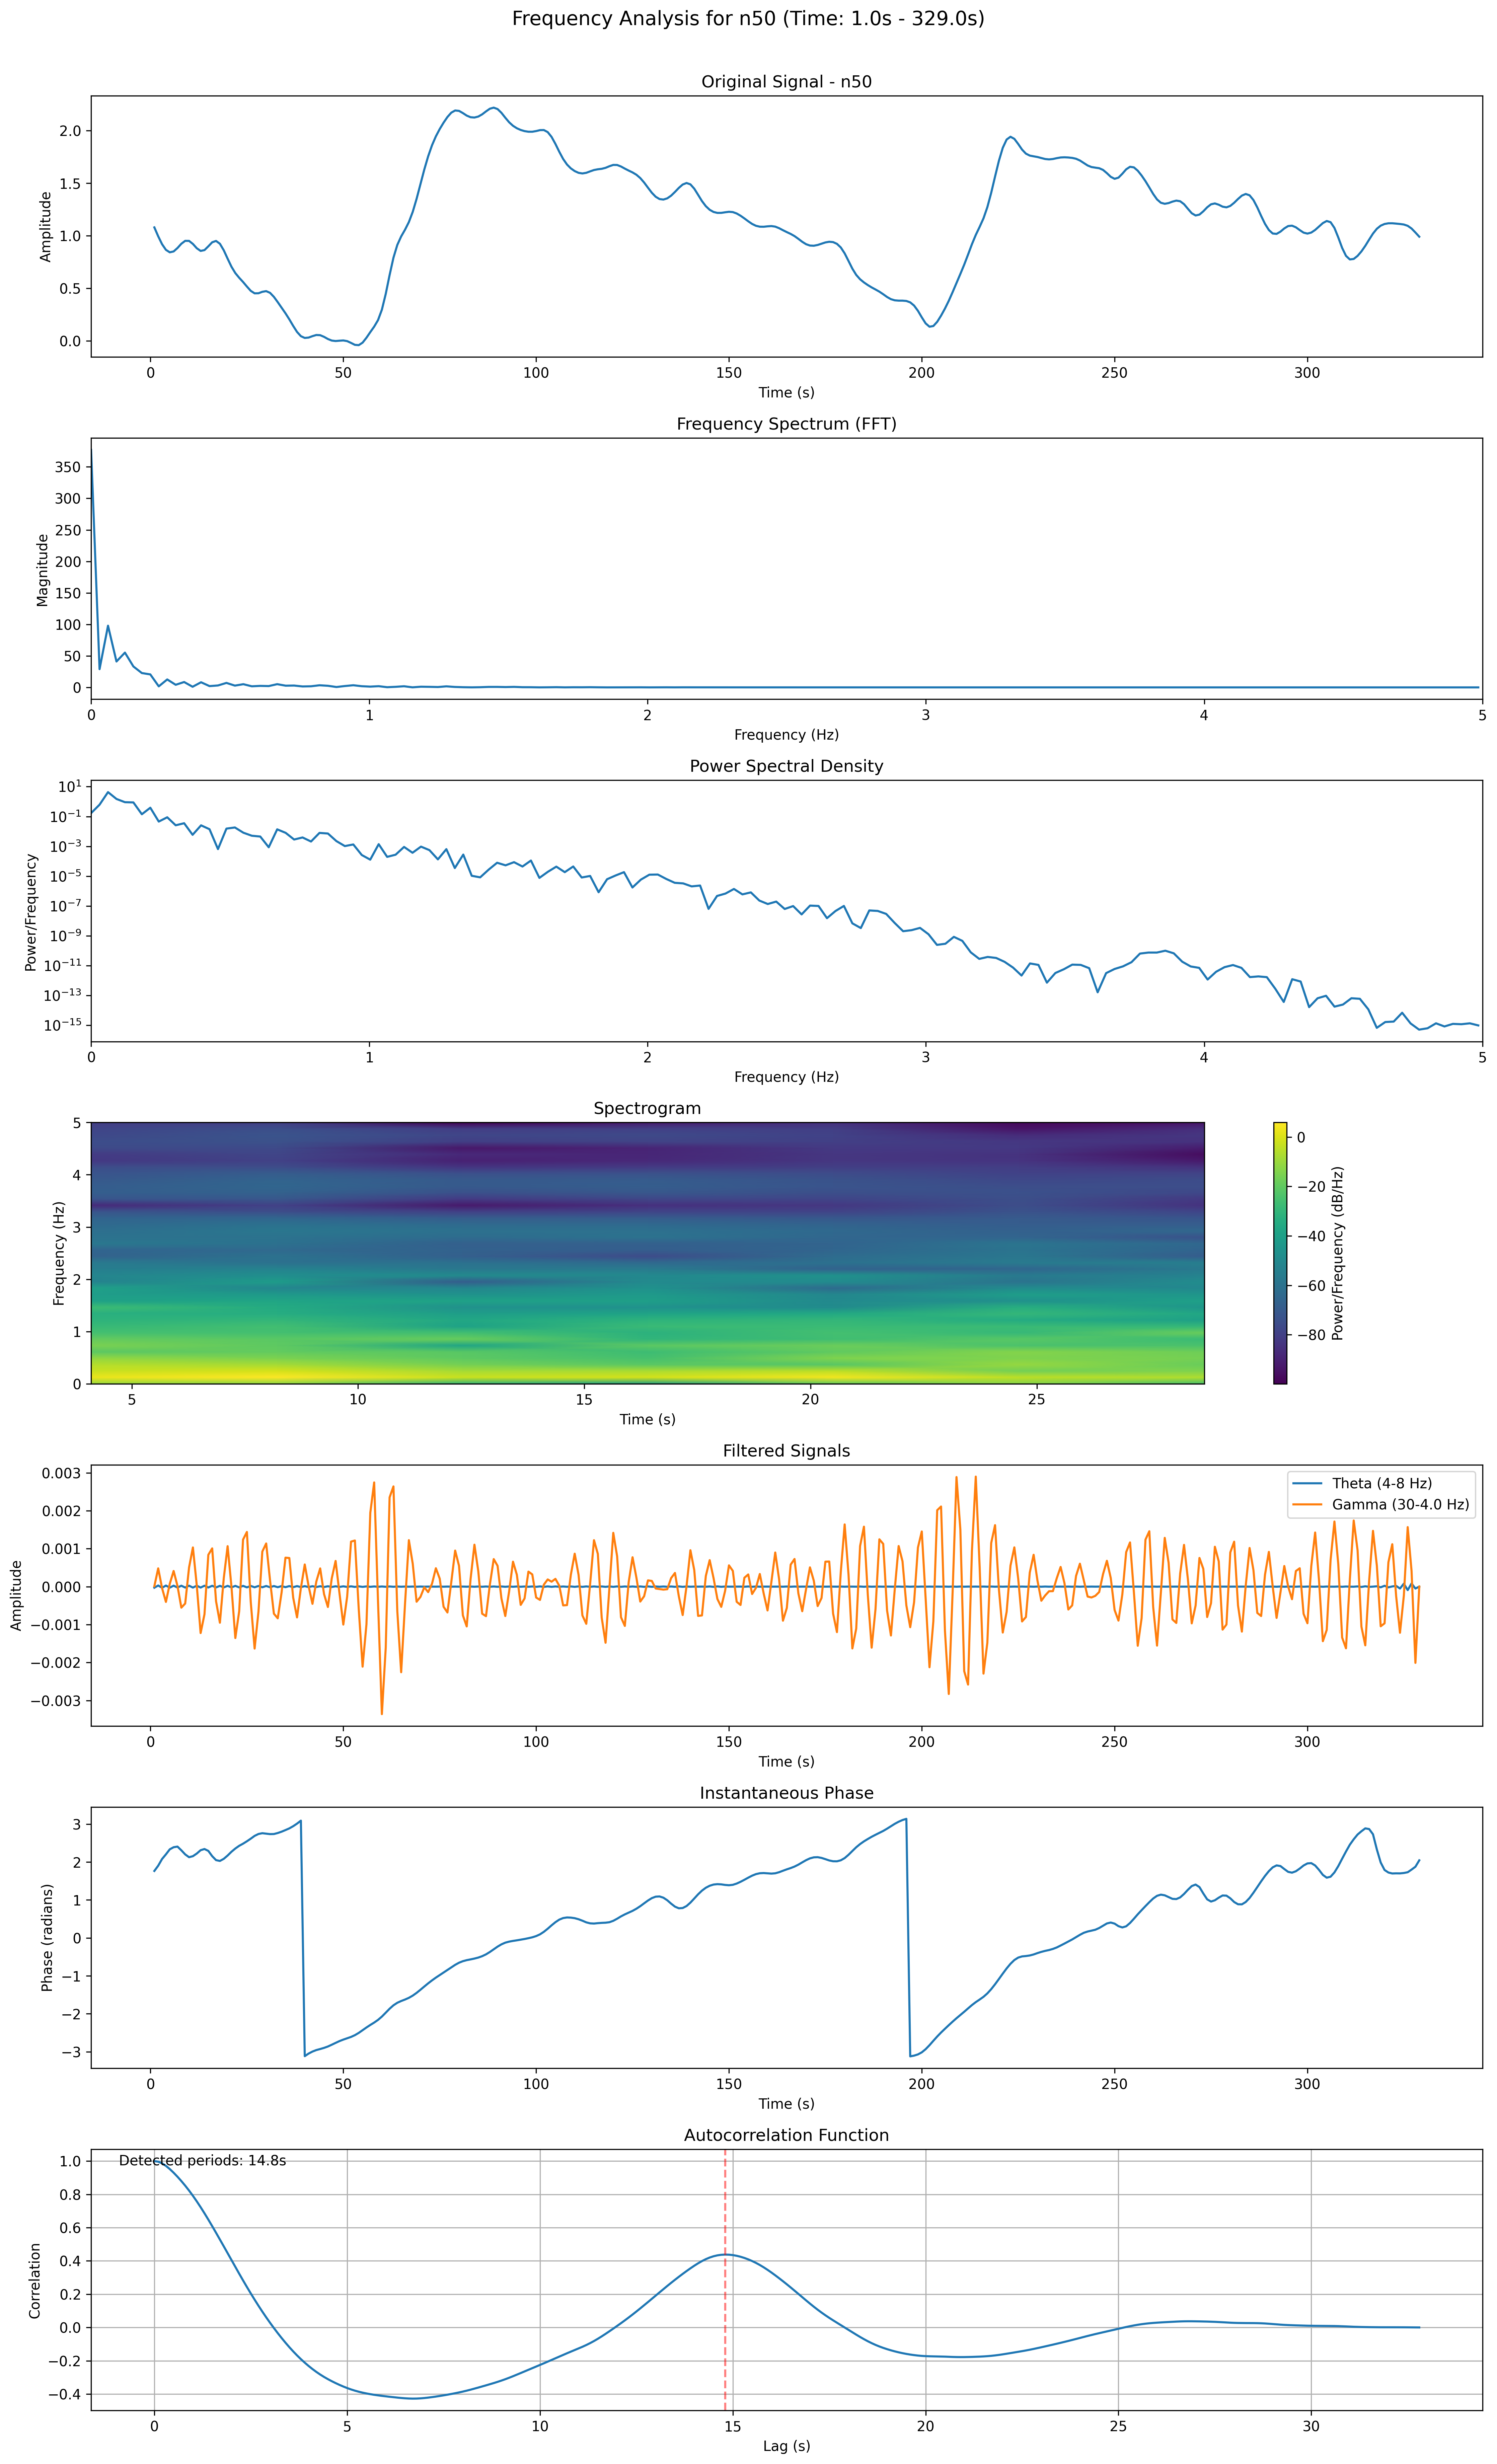 Frequency Analysis for n50 (Time: 1.0s - 329.0s)
Original Signal - n50
Amplitude
2.0
1.5
1.0
0.5
0.0
0 50 100 150 200 250 300
Time (s)
Frequency Spectrum (FFT)
Magnitude
350
300
250
200
150
100
50
0
0 1 2 3 4 5
Frequency (Hz)
Power Spectral Density
Power/Frequency
10¹
10⁻¹
10⁻³
10⁻⁵
10⁻⁷
10⁻⁹
10⁻¹¹
10⁻¹³
10⁻¹⁵
0 1 2 3 4 5
Frequency (Hz)
Spectrogram
Frequency (Hz)
5
4
3
2
1
0
5 10 15 20 25
Time (s)
0
−20
−40
−60
−80
Power/Frequency (dB/Hz)
Filtered Signals
Amplitude
0.003
0.002
0.001
0.000
−0.001
−0.002
−0.003
Theta (4-8 Hz)
Gamma (30-4.0 Hz)
0 50 100 150 200 250 300
Time (s)
Instantaneous Phase
Phase (radians)
3
2
1
0
−1
−2
−3
0 50 100 150 200 250 300
Time (s)
Autocorrelation Function
Detected periods: 14.8s
Correlation
1.0
0.8
0.6
0.4
0.2
0.0
−0.2
−0.4
0 5 10 15 20 25 30
Lag (s)